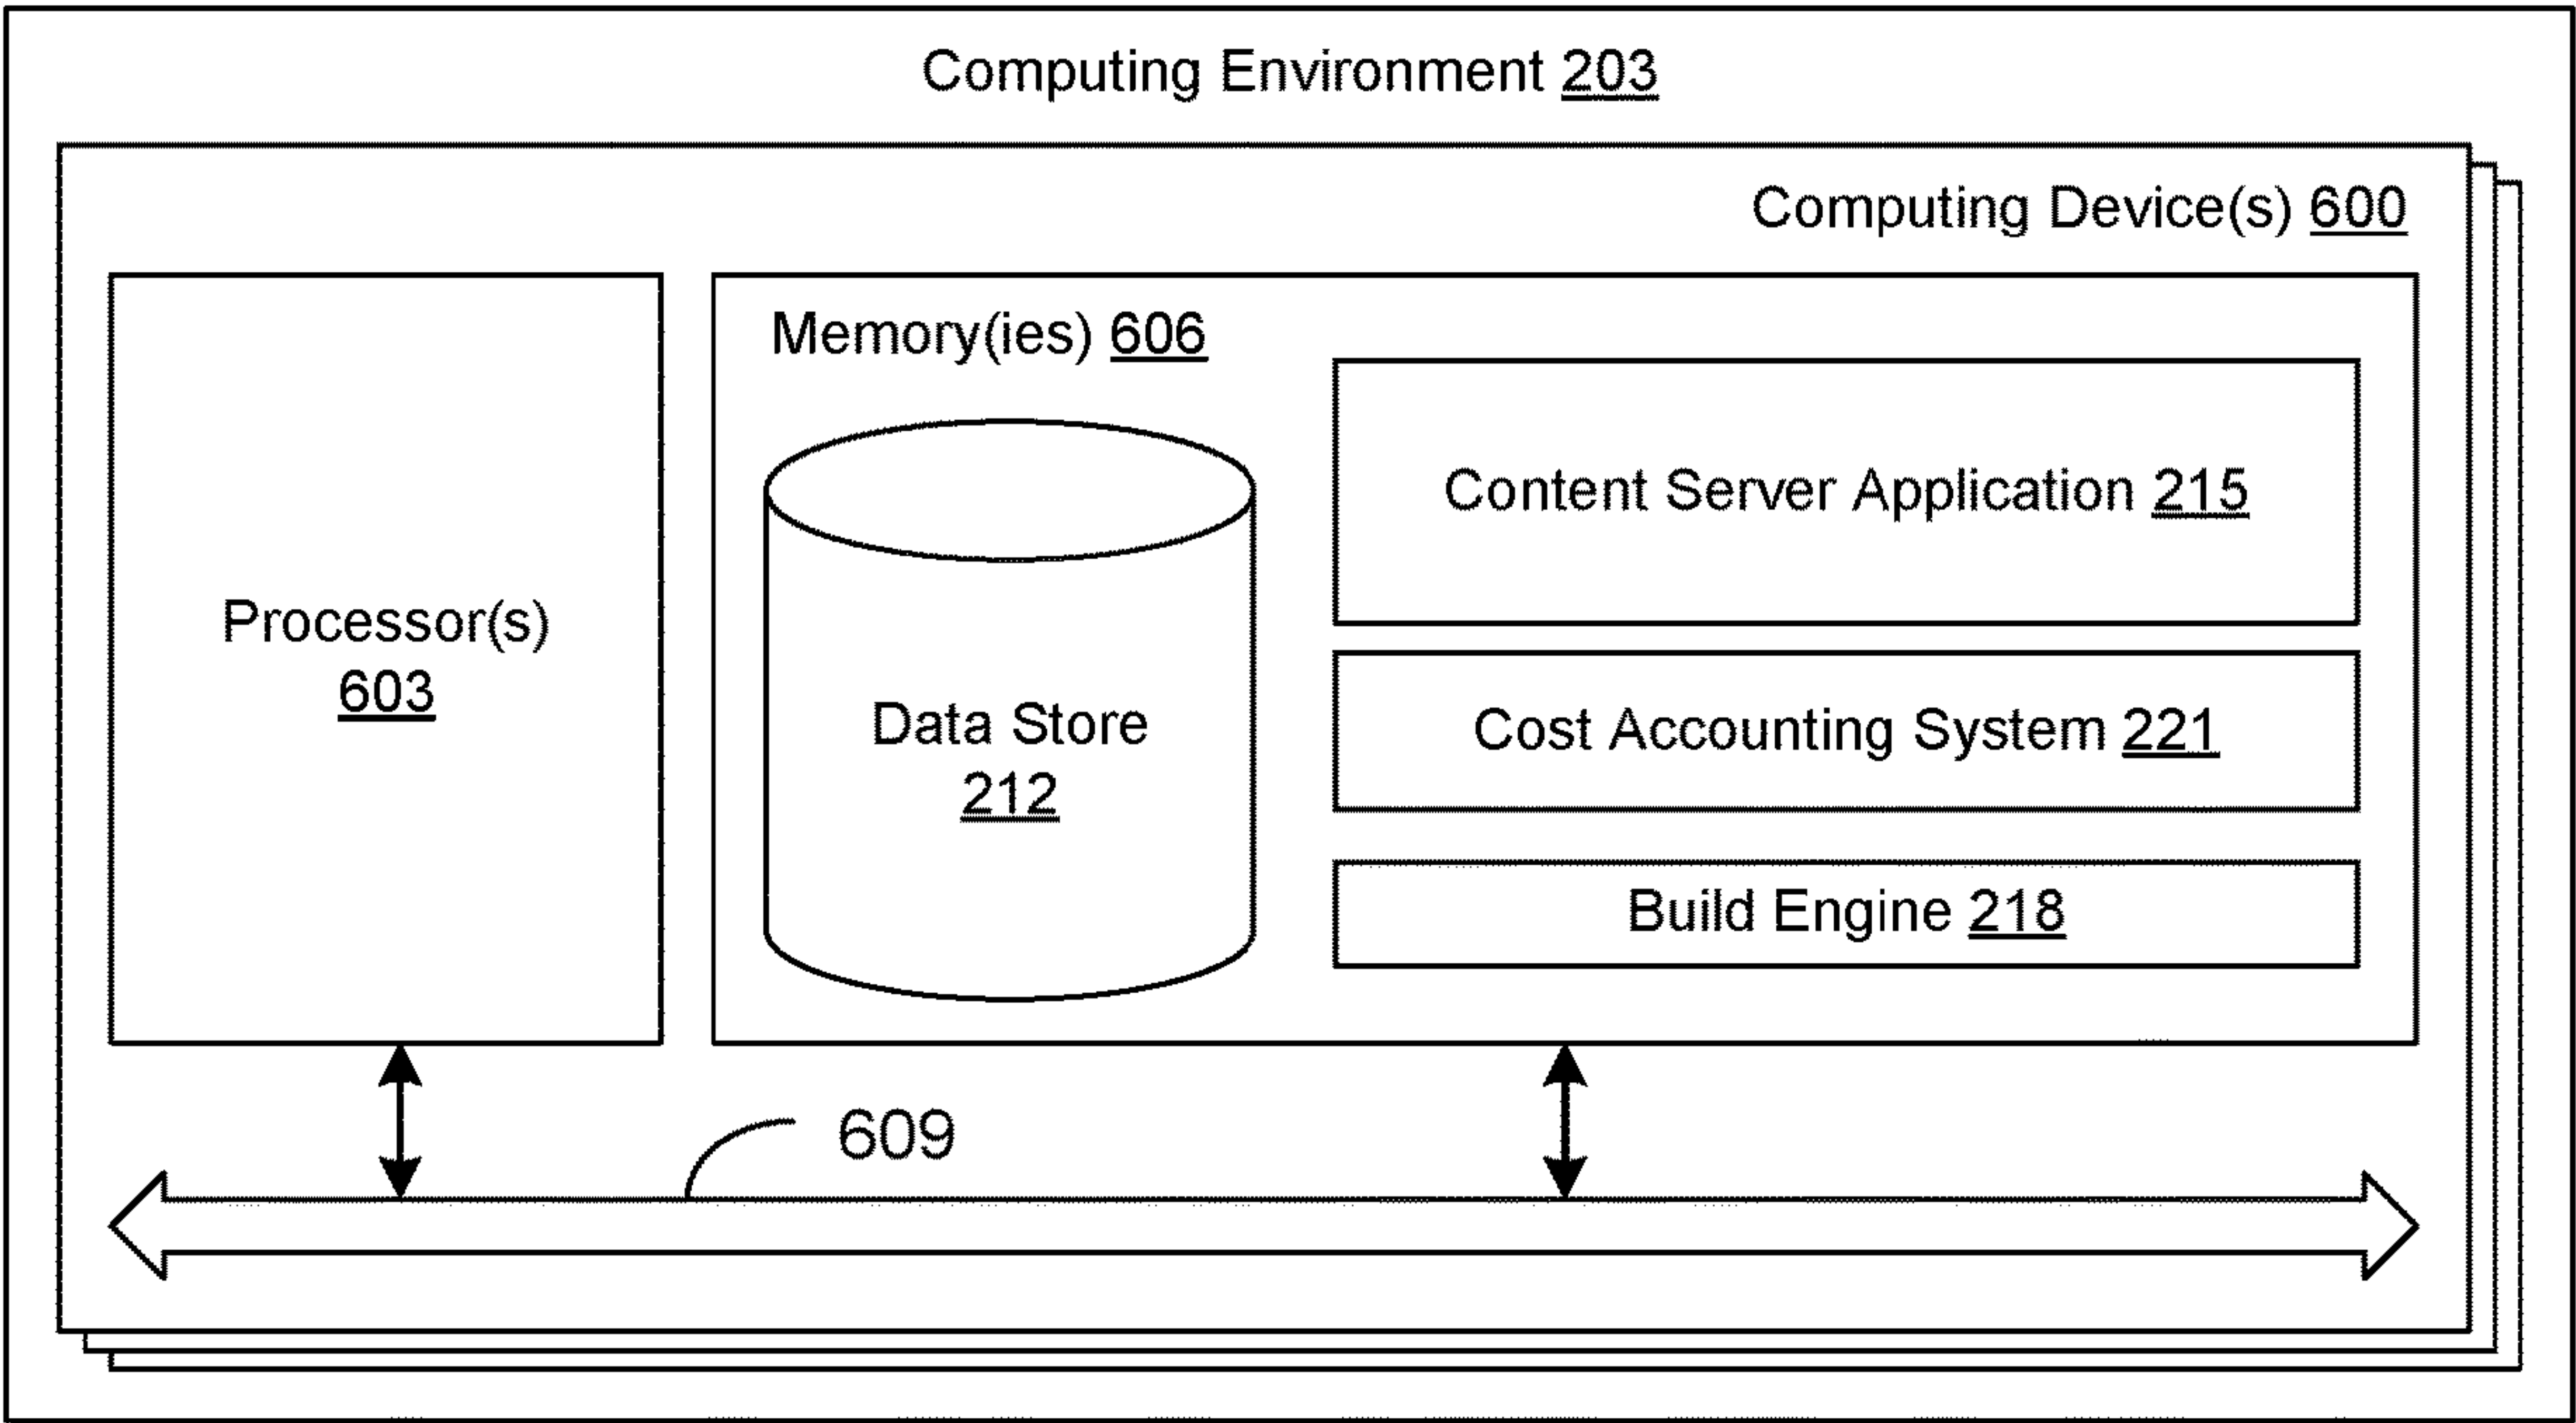 Computing Environment 203
Computing Device(s) 600
Processor(s)
603
Memory(ies) 606
Data Store
212
Content Server Application 215
Cost Accounting System 221
Build Engine 218
609